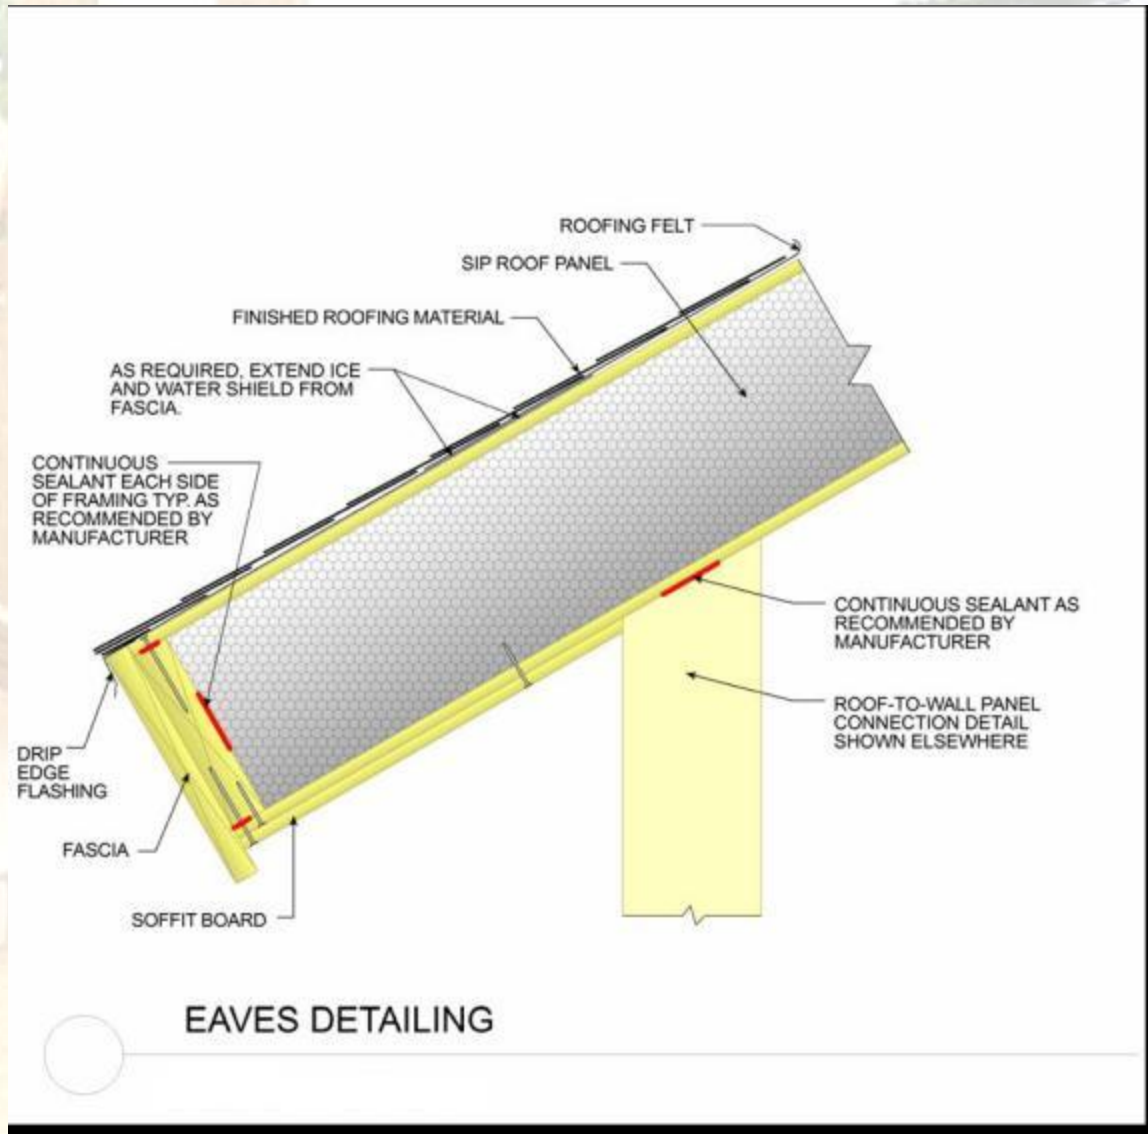 ROOFING FELT
SIP ROOF PANEL
FINISHED ROOFING MATERIAL
AS REQUIRED, EXTEND ICE
AND WATER SHIELD FROM
FASCIA.
CONTINUOUS
SEALANT EACH SIDE
OF FRAMING TYP. AS
RECOMMENDED BY
MANUFACTURER
CONTINUOUS SEALANT AS
RECOMMENDED BY
MANUFACTURER
ROOF-TO-WALL PANEL
CONNECTION DETAIL
SHOWN ELSEWHERE
DRIP
EDGE
FLASHING
FASCIA
SOFFIT BOARD
EAVES DETAILING